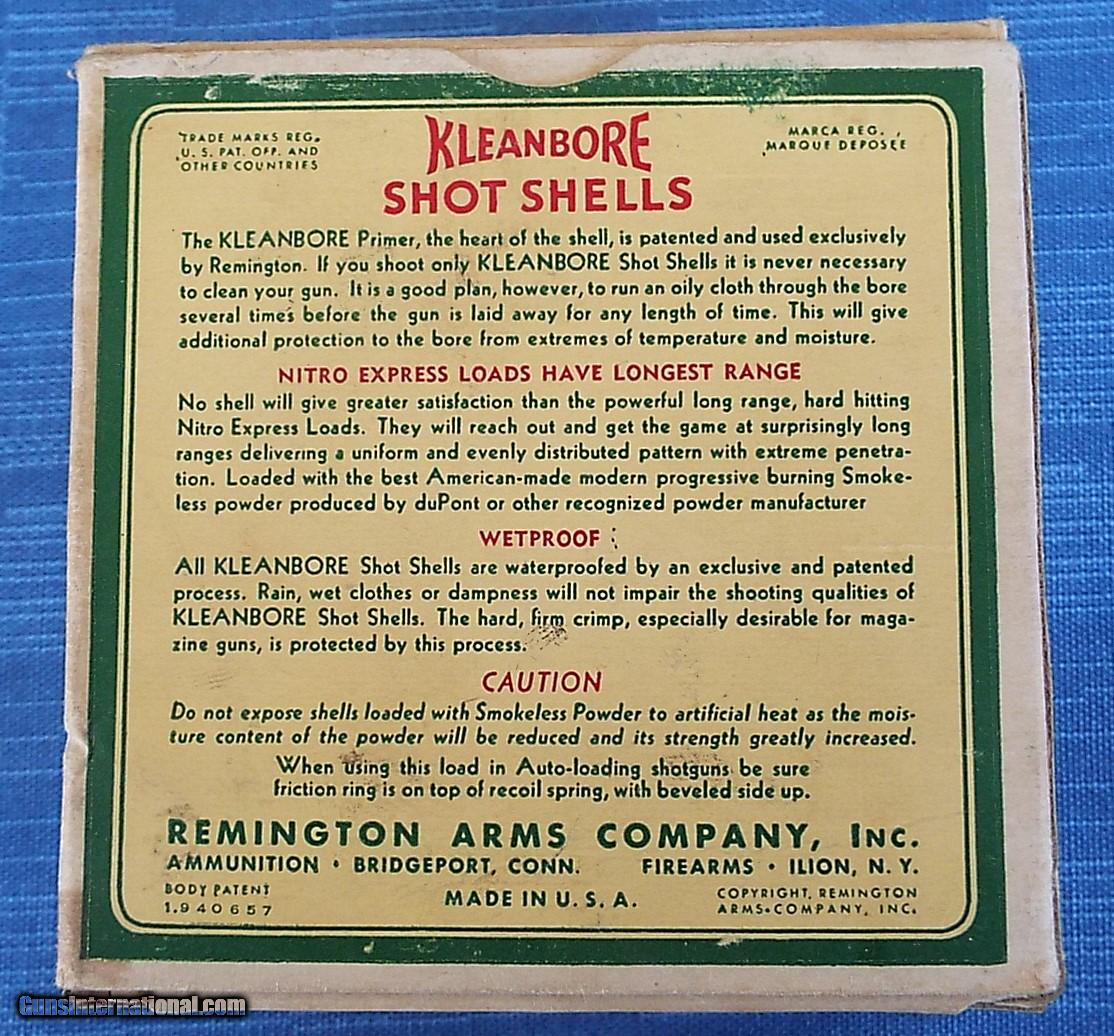 TRADE MARKS REG.
U. S. PAT. OFF. AND
OTHER COUNTRIES
MARCA REG.
MARQUE DEPOSEE
KLEANBORE
SHOT SHELLS
The KLEANBORE Primer, the heart of the shell, is patented and used exclusively
by Remington. If you shoot only KLEANBORE Shot Shells it is never necessary
to clean your gun. It is a good plan, however, to run an oily cloth through the bore
several times before the gun is laid away for any length of time. This will give
additional protection to the bore from extremes of temperature and moisture.
NITRO EXPRESS LOADS HAVE LONGEST RANGE
No shell will give greater satisfaction than the powerful long range, hard hitting
Nitro Express Loads. They will reach out and get the game at surprisingly long
ranges delivering a uniform and evenly distributed pattern with extreme penetra-
tion. Loaded with the best American-made modern progressive burning Smoke-
less powder produced by duPont or other recognized powder manufacturer
WETPROOF
All KLEANBORE Shot Shells are waterproofed by an exclusive and patented
process. Rain, wet clothes or dampness will not impair the shooting qualities of
KLEANBORE Shot Shells. The hard, firm crimp, especially desirable for maga-
zine guns, is protected by this process.
CAUTION
Do not expose shells loaded with Smokeless Powder to artificial heat as the mois-
ture content of the powder will be reduced and its strength greatly increased.
When using this load in Auto-loading shotguns be sure
friction ring is on top of recoil spring, with beveled side up.
REMINGTON ARMS COMPANY, INC.
AMMUNITION • BRIDGEPORT, CONN. FIREARMS • ILION, N. Y.
BODY PATENT
1,940657
MADE IN U. S. A.
COPYRIGHT, REMINGTON
ARMS COMPANY, INC.
GunsInternational.com